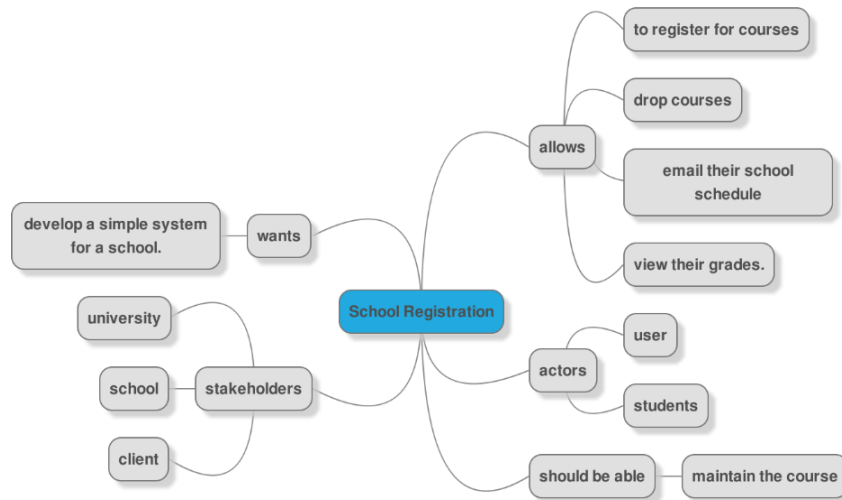 to register for courses
drop courses
allows
email their school
schedule
view their grades.
develop a simple system
for a school.
wants
School Registration
university
school
stakeholders
client
user
actors
students
should be able
maintain the course